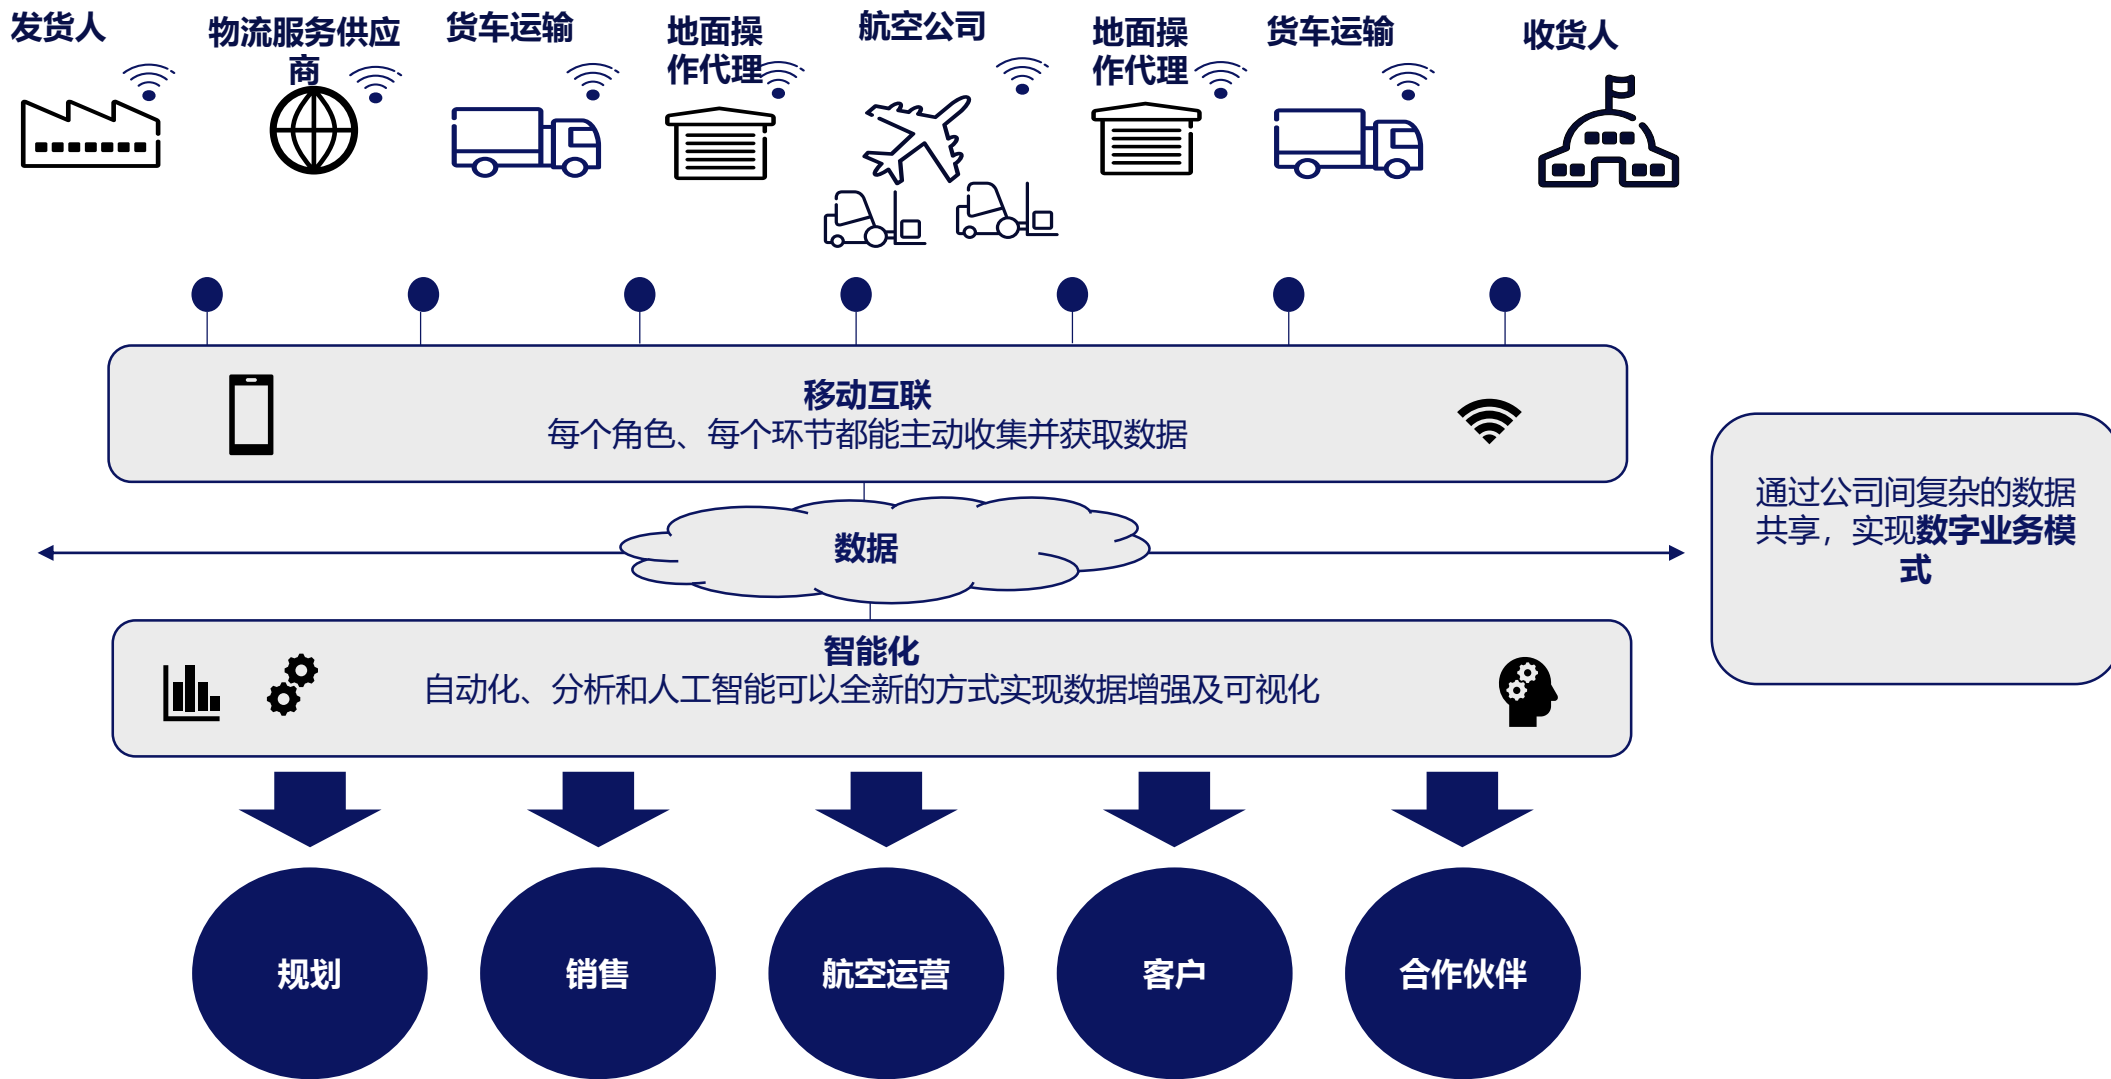 发货人
物流服务供应
商
货车运输
地面操
作代理
航空公司
地面操
作代理
货车运输
收货人
移动互联
每个角色、每个环节都能主动收集并获取数据
数据
通过公司间复杂的数据
共享，实现数字业务模
式
智能化
自动化、分析和人工智能可以全新的方式实现数据增强及可视化
规划
销售
航空运营
客户
合作伙伴